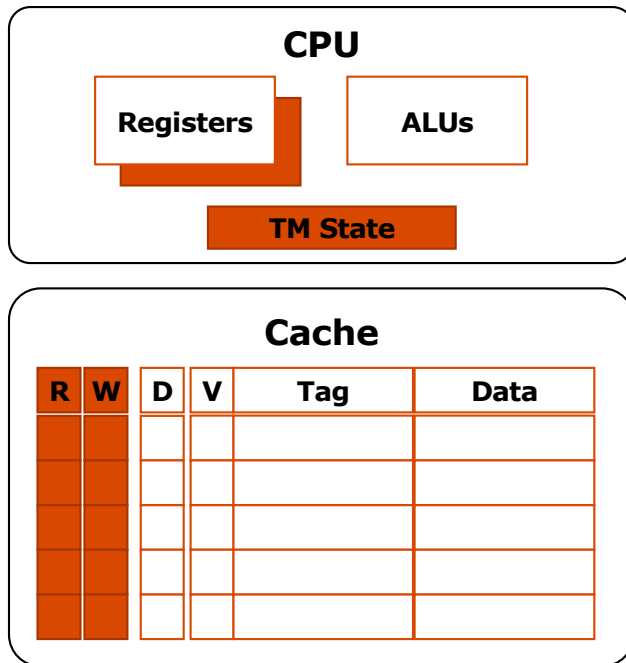 CPU
Registers ALUs
TM State
Cache
R W D V Tag Data